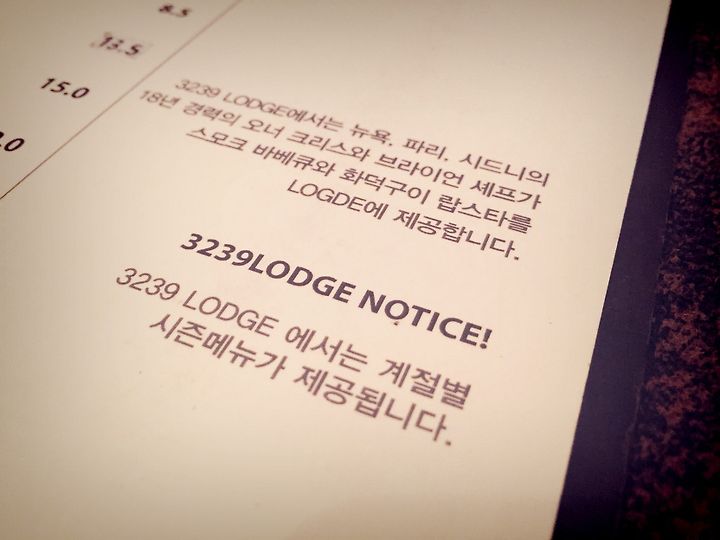 8.5
13.5
15.0
3239 LODGE에서는 뉴욕, 파리, 시드니의
18년 경력의 오너 크리스와 브라이언 셰프가
스모크 바베큐와 화덕구이 랍스타를
LOGDE에 제공합니다.
3239LODGE NOTICE!
3239 LODGE 에서는 계절별
시즌메뉴가 제공됩니다.